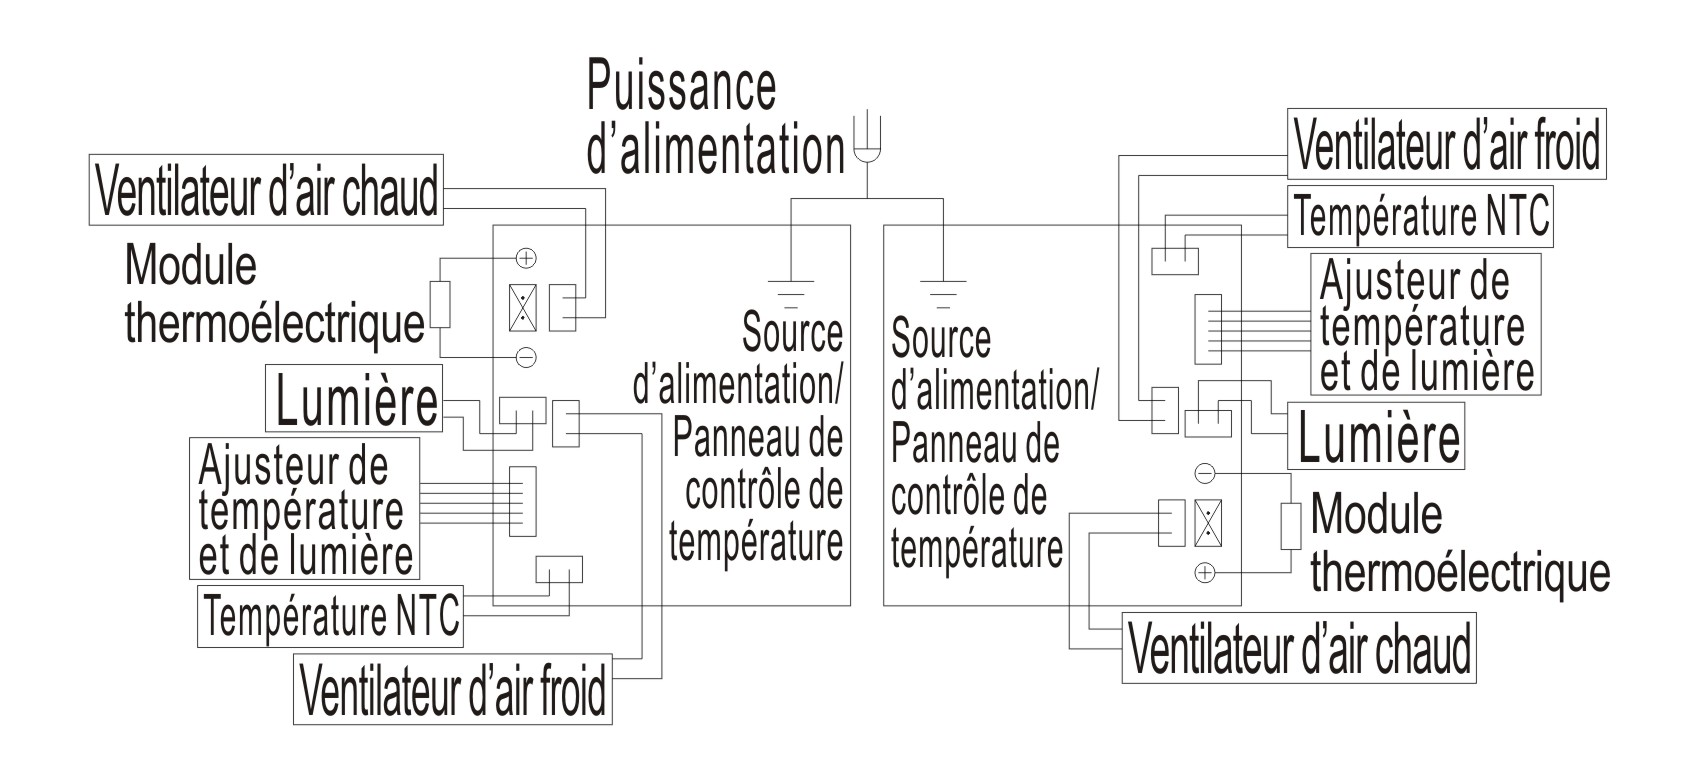 Puissance
d’alimentation
Ventilateur d’air chaud
Module
thermoélectrique
Lumière
Ajusteur de
température
et de lumière
Température NTC
Ventilateur d’air froid
Source
d’alimentation/
Panneau de
contrôle de
température
Source
d’alimentation/
Panneau de
contrôle de
température
Ventilateur d’air froid
Température NTC
Ajusteur de
température
et de lumière
Lumière
Module
thermoélectrique
Ventilateur d’air chaud